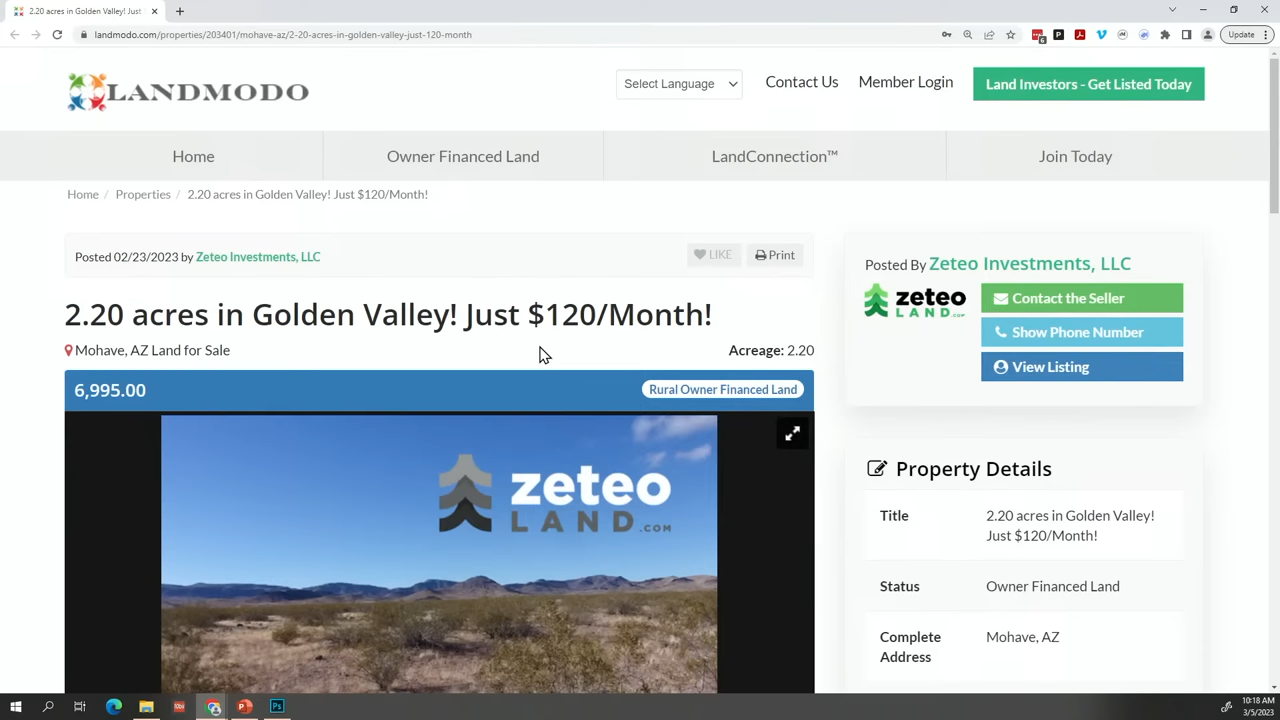 2.20 acres in Golden Valley! Just
landmodo.com/properties/203401/mohave-az/2-20-acres-in-golden-valley-just-120-month
Update
LANDMODO
Select Language
Contact Us
Member Login
Land Investors - Get Listed Today
Home
Owner Financed Land
LandConnection™
Join Today
Home / Properties / 2.20 acres in Golden Valley! Just $120/Month!
Posted 02/23/2023 by Zeteo Investments, LLC
LIKE
Print
2.20 acres in Golden Valley! Just $120/Month!
Mohave, AZ Land for Sale
Acreage: 2.20
6,995.00
Rural Owner Financed Land
zeteo
LAND.COM
Posted By Zeteo Investments, LLC
zeteo
LAND.COM
Contact the Seller
Show Phone Number
View Listing
Property Details
Title
2.20 acres in Golden Valley!
Just $120/Month!
Status
Owner Financed Land
Complete
Address
Mohave, AZ
10:18 AM
3/5/2023